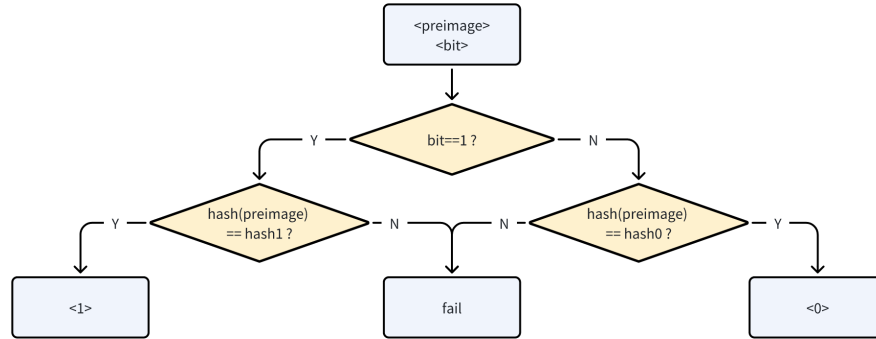 <preimage>
<bit>
bit==1 ?
Y
N
hash(preimage)
== hash1 ?
hash(preimage)
== hash0 ?
Y
N
N
Y
<1>
fail
<0>